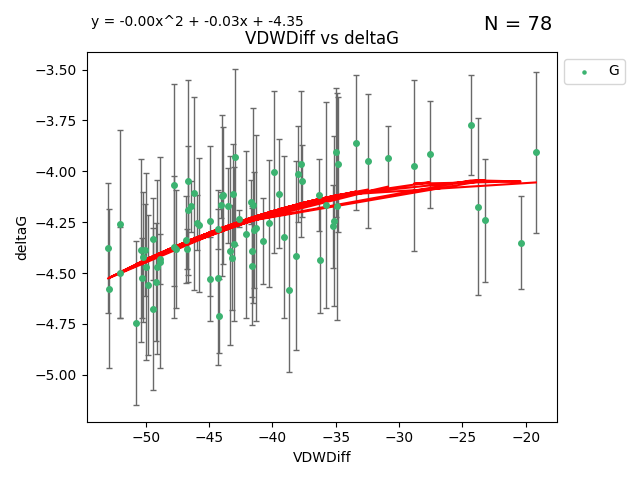 y = -0.00x^2 + -0.03x + -4.35
N = 78
VDWDiff vs deltaG
G
−3.50
−3.75
−4.00
−4.25
−4.50
−4.75
−5.00
deltaG
−50
−45
−40
−35
−30
−25
−20
VDWDiff